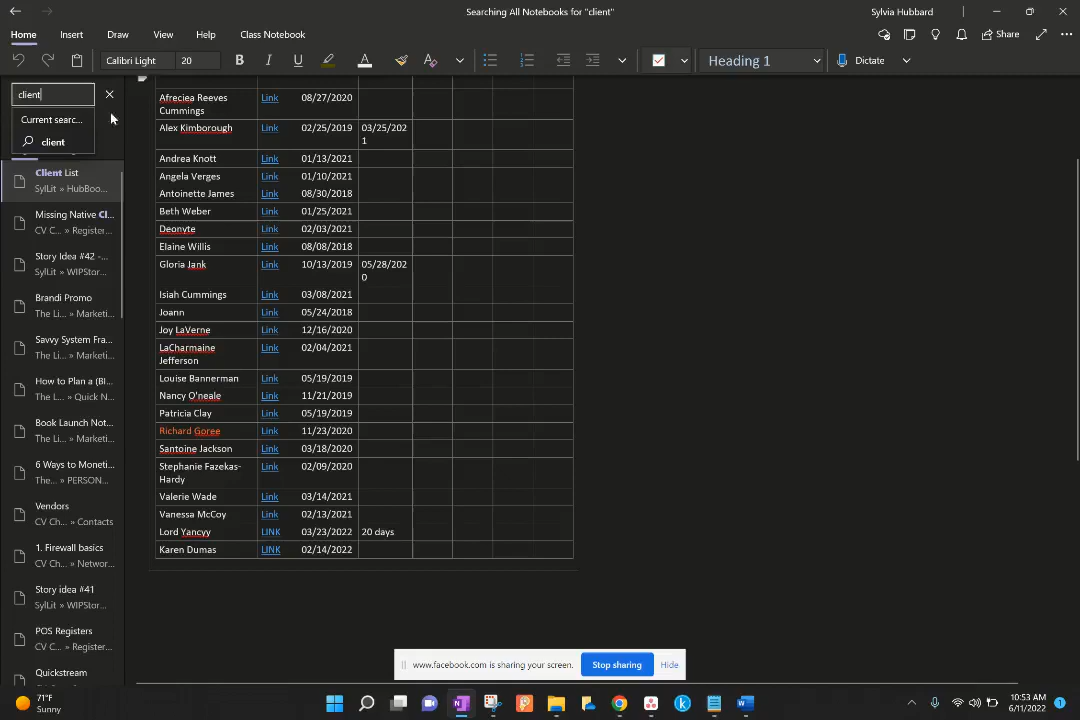 Searching All Notebooks for "client"
Sylvia Hubbard
Home
Insert
Draw
View
Help
Class Notebook
Share
Calibri Light
20
B
I
U
A
A
Heading 1
Dictate
client
Current searc...
client
Client List
SylLit » HubBoo...
Missing Native Cl...
CV C... » Register...
Story Idea #42 -...
SylLit » WIPStor...
Brandi Promo
The Li... » Marketi...
Savvy System Fra...
The Li... » Marketi...
How to Plan a (Bl...
The Li... » Quick N...
Book Launch Not...
The Li... » Marketi...
6 Ways to Moneti...
The... » PERSON...
Vendors
CV Ch... » Contacts
1. Firewall basics
CV Ch... » Networ...
Story idea #41
SylLit » WIPStor...
POS Registers
CV C... » Register...
Quickstream
Afreciea Reeves Link 08/27/2020
Cummings
Alex Kimborough Link 02/25/2019 03/25/202
1
Andrea Knott Link 01/13/2021
Angela Verges Link 01/10/2021
Antoinette James Link 08/30/2018
Beth Weber Link 01/25/2021
Deonyte Link 02/03/2021
Elaine Willis Link 08/08/2018
Gloria Jank Link 10/13/2019 05/28/202
0
Isiah Cummings Link 03/08/2021
Joann Link 05/24/2018
Joy LaVerne Link 12/16/2020
LaCharmaine Link 02/04/2021
Jefferson
Louise Bannerman Link 05/19/2019
Nancy O'neale Link 11/21/2019
Patricia Clay Link 05/19/2019
Richard Goree Link 11/23/2020
Santoine Jackson Link 03/18/2020
Stephanie Fazekas- Link 02/09/2020
Hardy
Valerie Wade Link 03/14/2021
Vanessa McCoy Link 02/13/2021
Lord Yancyy LINK 03/23/2022 20 days
Karen Dumas LINK 02/14/2022
www.facebook.com is sharing your screen.
Stop sharing
Hide
71°F
Sunny
10:53 AM
6/11/2022
1